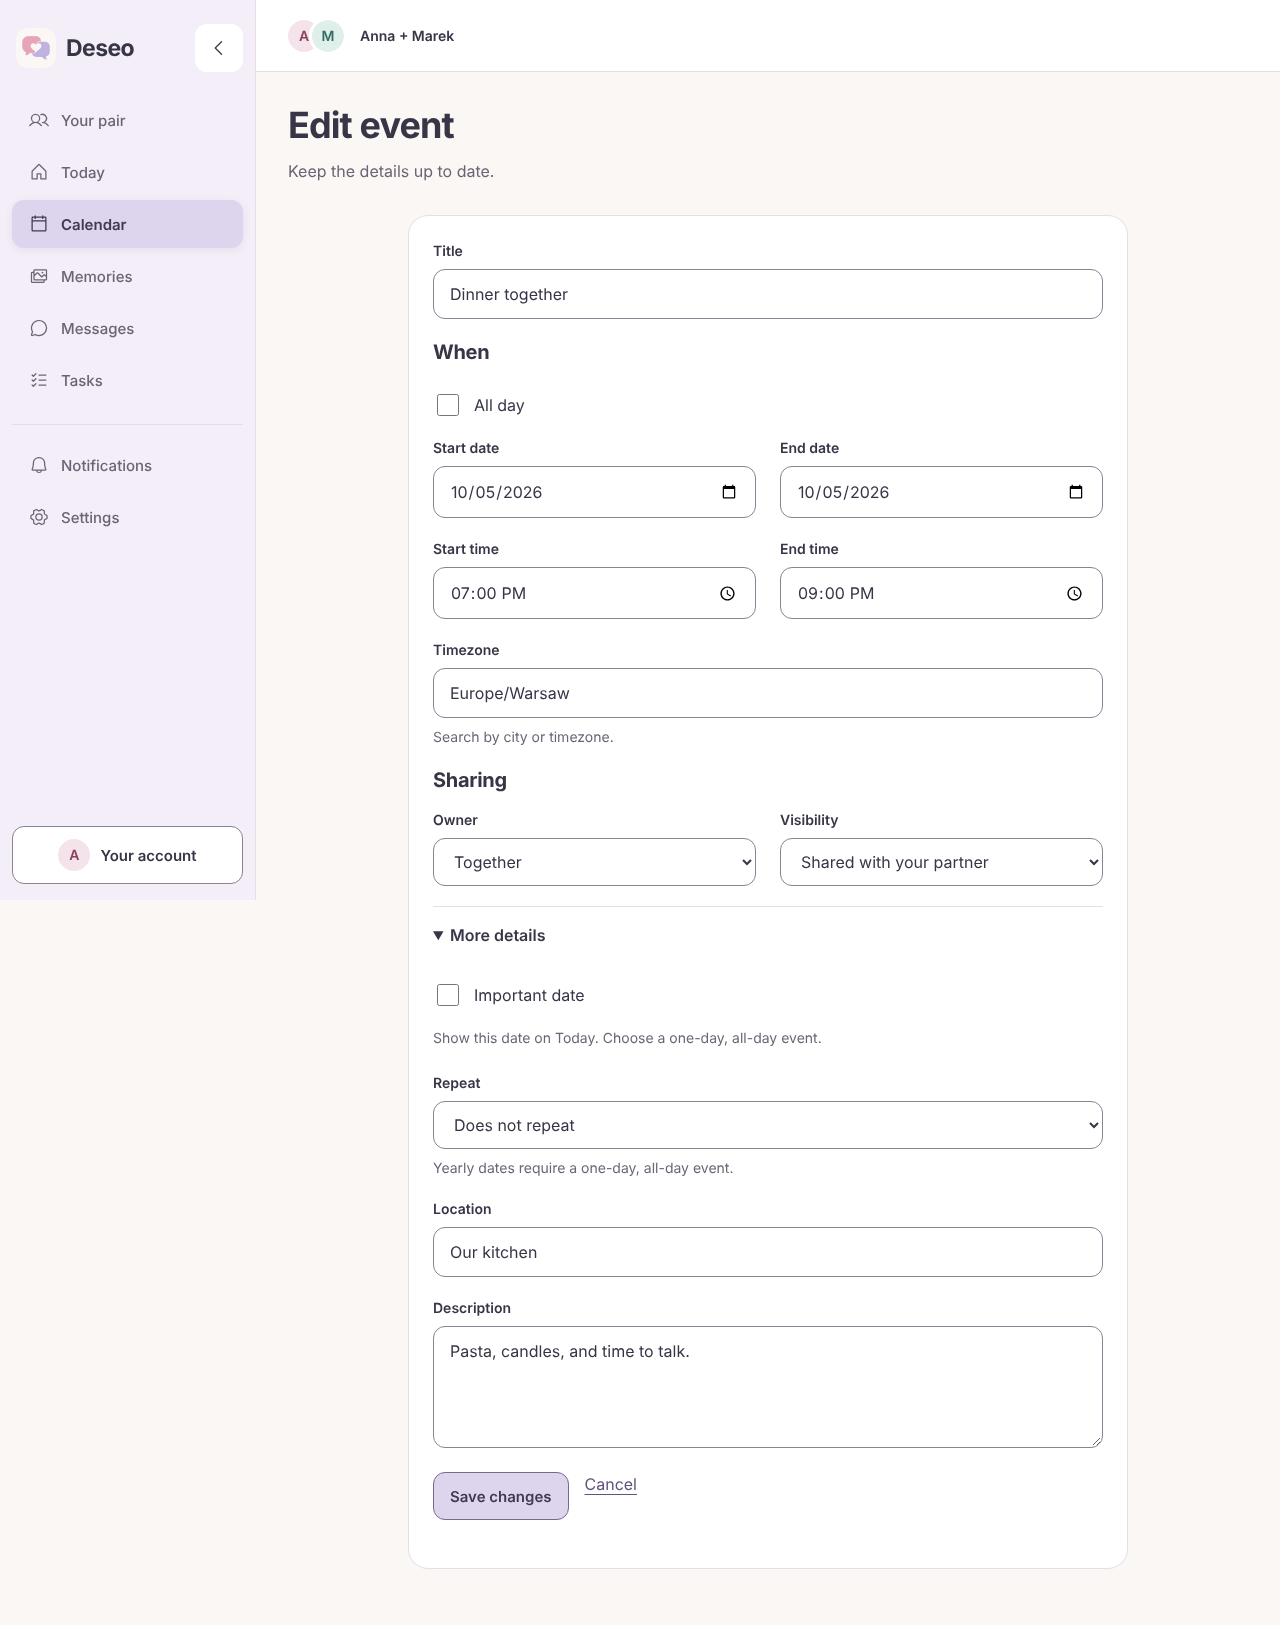 Deseo
Your pair
Today
Calendar
Memories
Messages
Tasks
Notifications
Settings
A Your account
A M Anna + Marek
Edit event
Keep the details up to date.
Title
Dinner together
When
All day
Start date End date
10/05/2026 10/05/2026
Start time End time
07:00 PM 09:00 PM
Timezone
Europe/Warsaw
Search by city or timezone.
Sharing
Owner Visibility
Together Shared with your partner
More details
Important date
Show this date on Today. Choose a one-day, all-day event.
Repeat
Does not repeat
Yearly dates require a one-day, all-day event.
Location
Our kitchen
Description
Pasta, candles, and time to talk.
Save changes Cancel